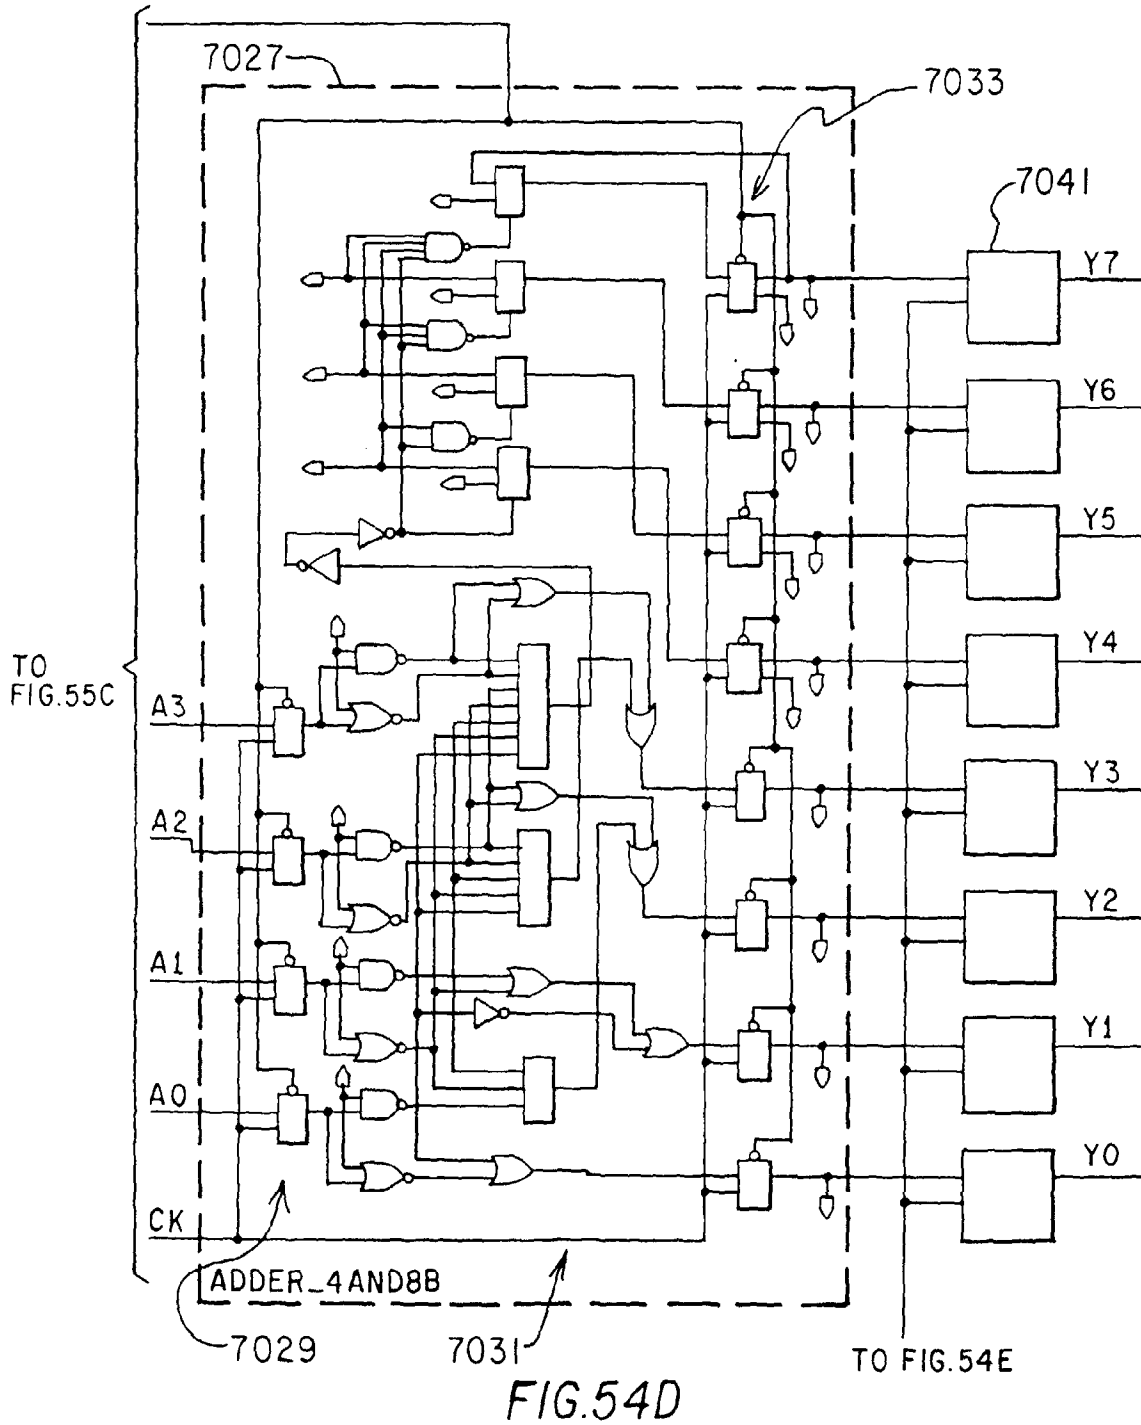 7027
7033
7041
Y7
Y6
Y5
Y4
TO
FIG.55C
A3
Y3
A2
Y2
A1
Y1
A0
Y0
CK
ADDER_4AND8B
7029
7031
TO FIG.54E
FIG.54D